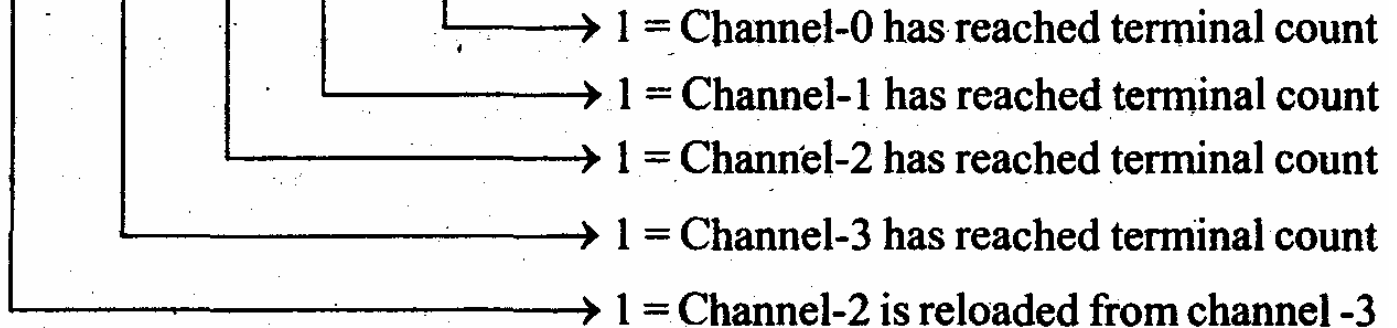 1 = Channel-0 has reached terminal count
1 = Channel-1 has reached terminal count
1 = Channel-2 has reached terminal count
1 = Channel-3 has reached terminal count
1 = Channel-2 is reloaded from channel -3